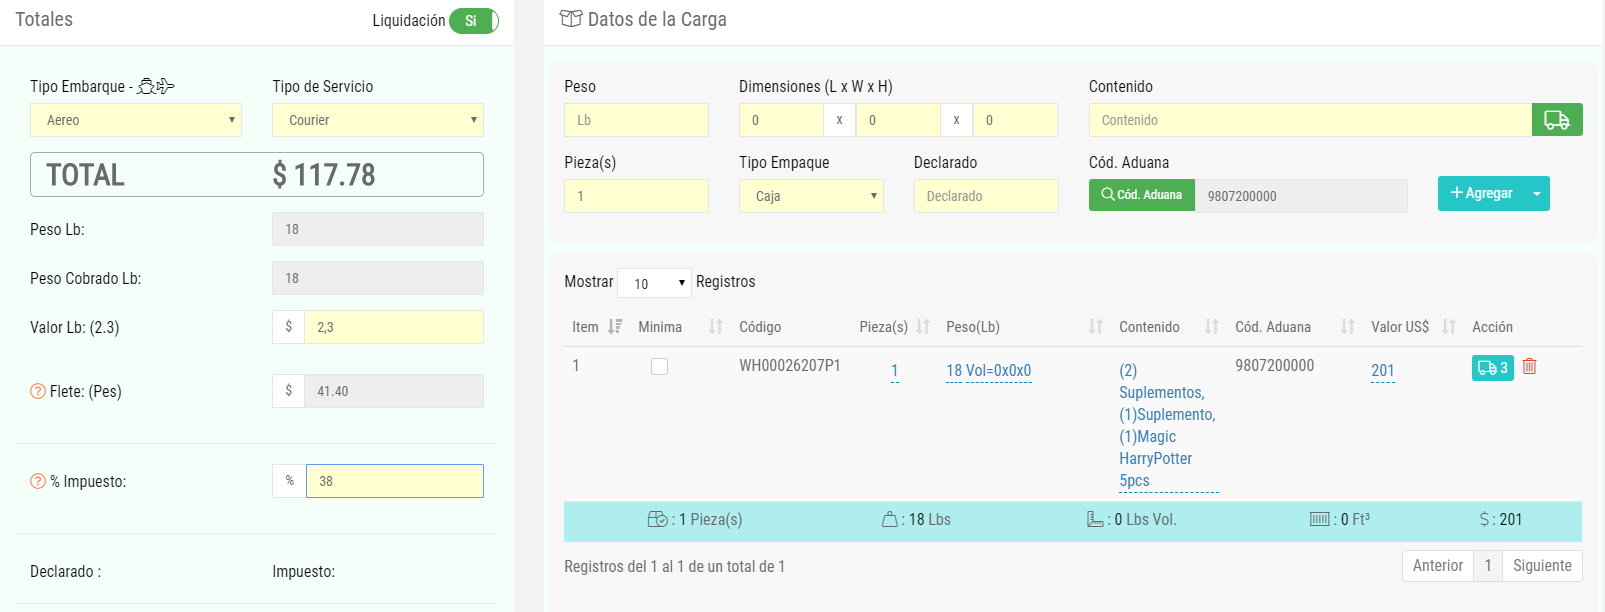 Totales
Liquidación Si
Tipo Embarque -
Tipo de Servicio
Aereo
Courier
TOTAL $ 117.78
Peso Lb: 18
Peso Cobrado Lb: 18
Valor Lb: (2.3) $ 2,3
Flete: (Pes) $ 41.40
% Impuesto: % 38
Declarado : Impuesto:
Datos de la Carga
Peso Dimensiones (L x W x H) Contenido
Lb 0 x 0 x 0 Contenido
Pieza(s) Tipo Empaque Declarado Cód. Aduana
1 Caja Declarado Cód. Aduana 9807200000 + Agregar
Mostrar 10 Registros
Item Minima Código Pieza(s) Peso(Lb) Contenido Cód. Aduana Valor US$ Acción
1 WH00026207P1 1 18 Vol=0x0x0 (2) 9807200000 201 3
Suplementos,
(1)Suplemento,
(1)Magic
HarryPotter
5pcs
: 1 Pieza(s) : 18 Lbs : 0 Lbs Vol. : 0 Ft³ $ : 201
Registros del 1 al 1 de un total de 1
Anterior 1 Siguiente